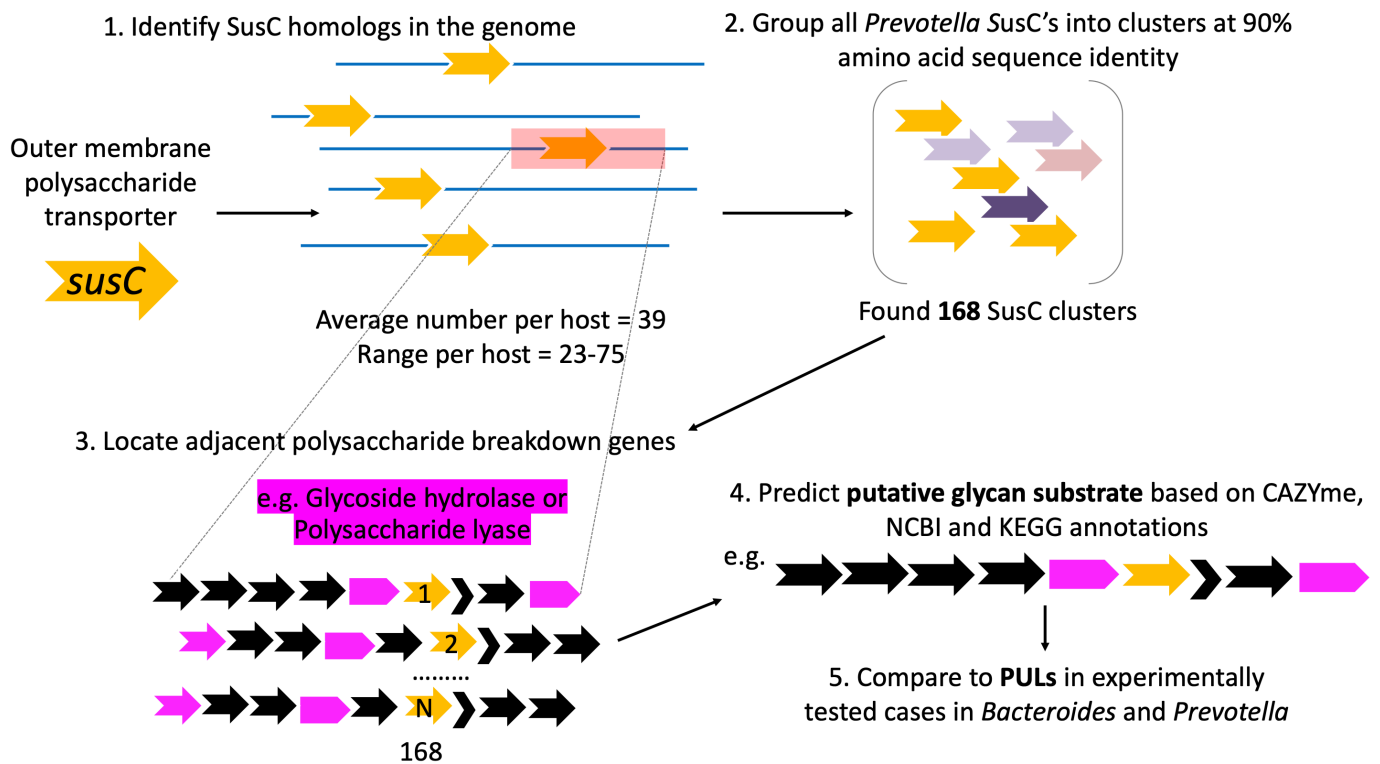 1. Identify SusC homologs in the genome
Outer membrane
polysaccharide
transporter
susC
Average number per host = 39
Range per host = 23-75
2. Group all Prevotella SusC’s into clusters at 90%
amino acid sequence identity
Found 168 SusC clusters
3. Locate adjacent polysaccharide breakdown genes
e.g. Glycoside hydrolase or
Polysaccharide lyase
1
2
.........
N
168
4. Predict putative glycan substrate based on CAZYme,
NCBI and KEGG annotations
e.g.
5. Compare to PULs in experimentally
tested cases in Bacteroides and Prevotella